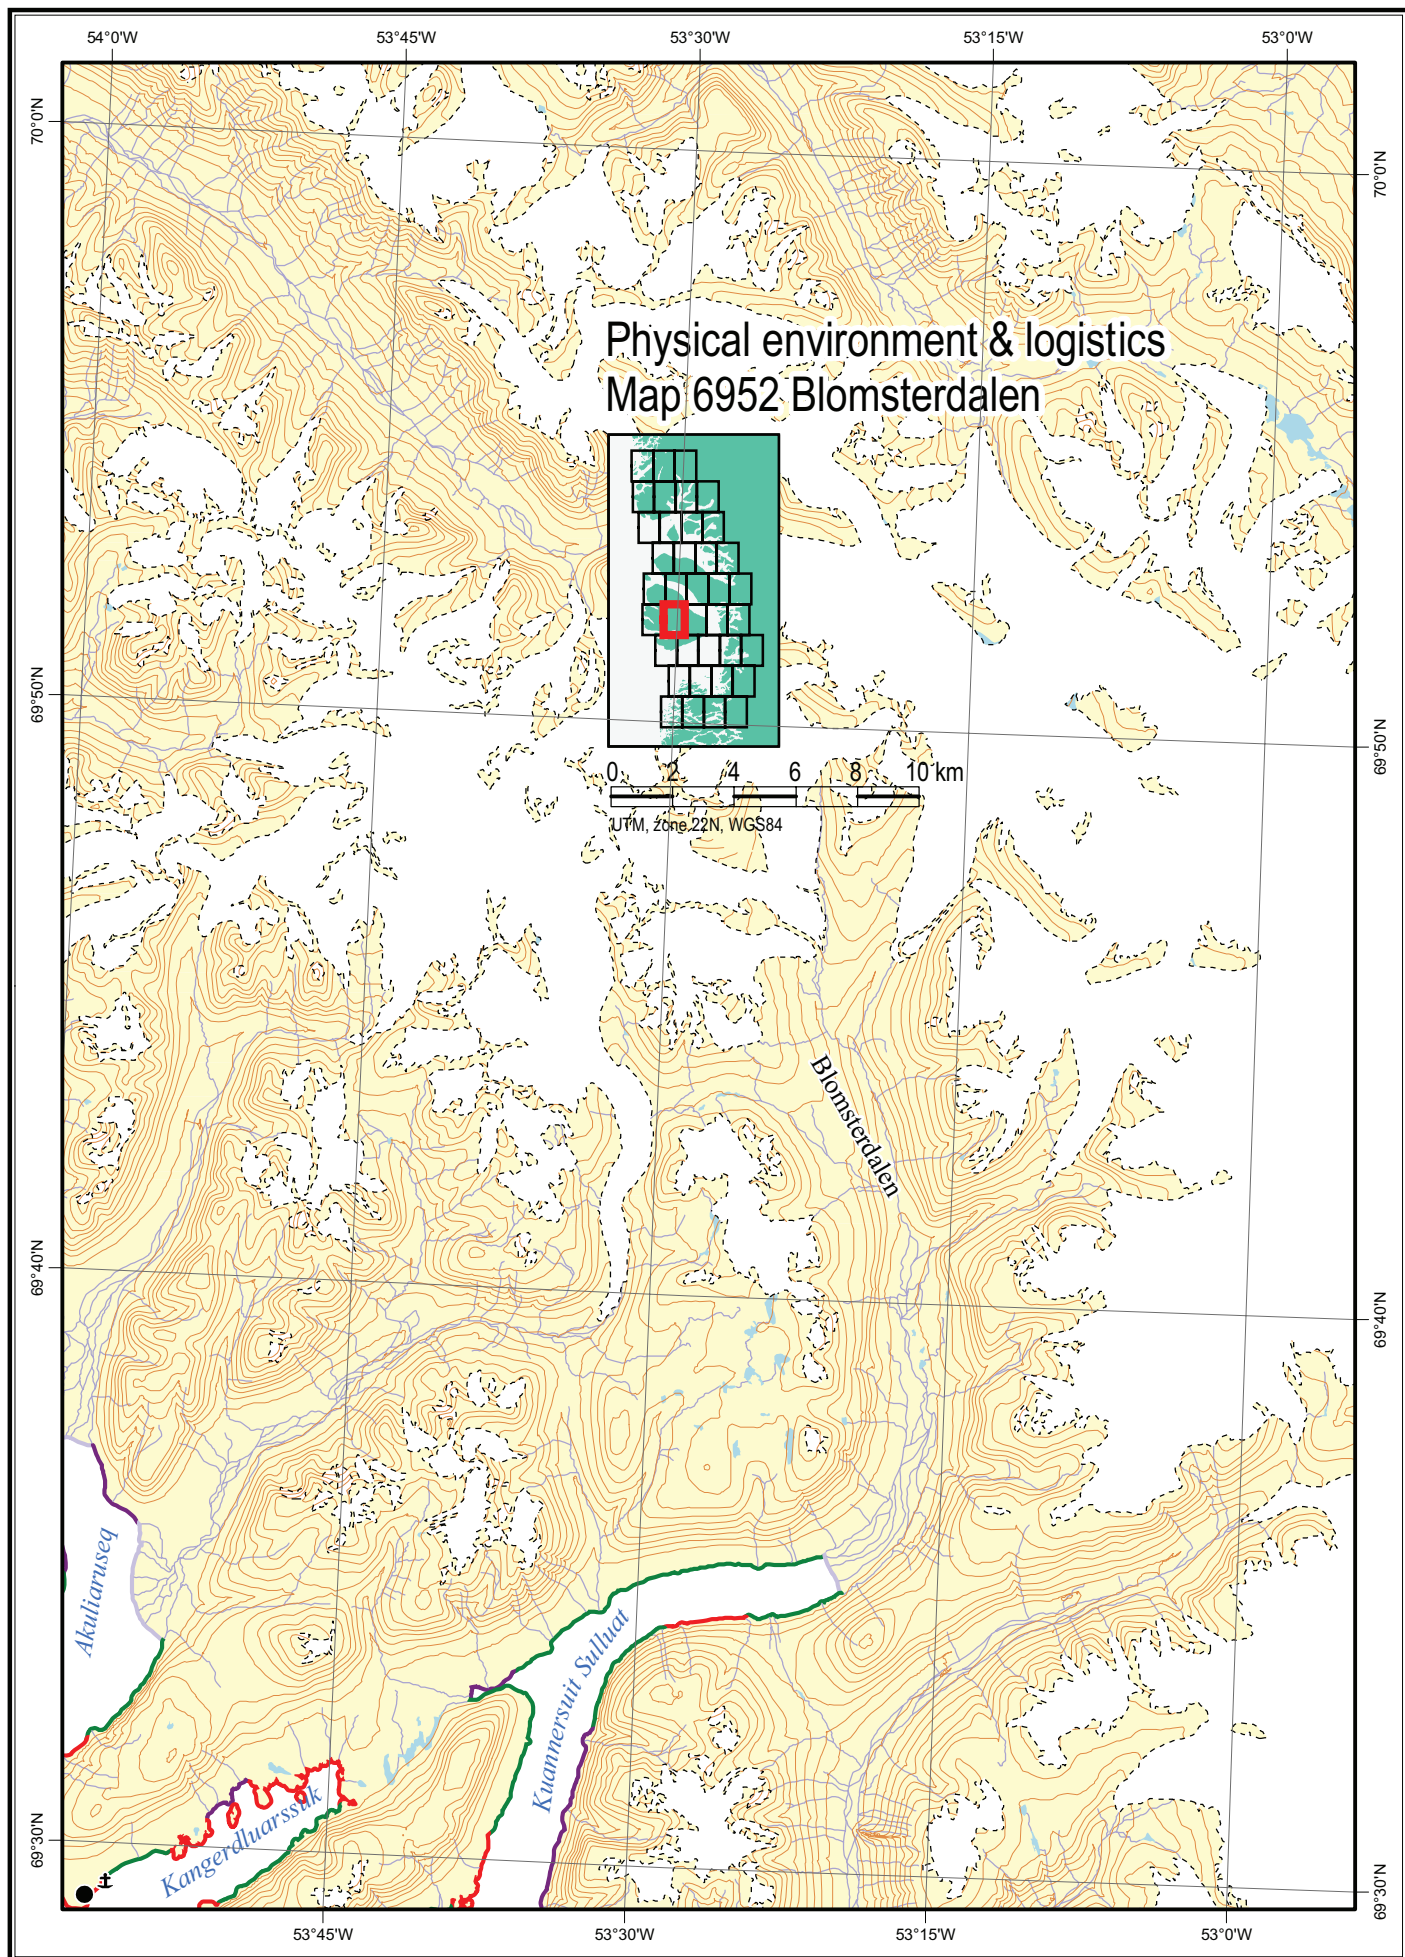 54°0'W
53°45'W
53°30'W
53°15'W
53°0'W
70°0'N
70°0'N
Physical environment & logistics
Map 6952 Blomsterdalen
69°50'N
69°50'N
0 2 4 6 8 10 km
UTM, zone 22N, WGS84
Blomsterdalen
69°40'N
69°40'N
Akuliaruseq
Kuannersuit Sulluat
Kangerdluarssuk
69°30'N
69°30'N
53°45'W
53°30'W
53°15'W
53°0'W